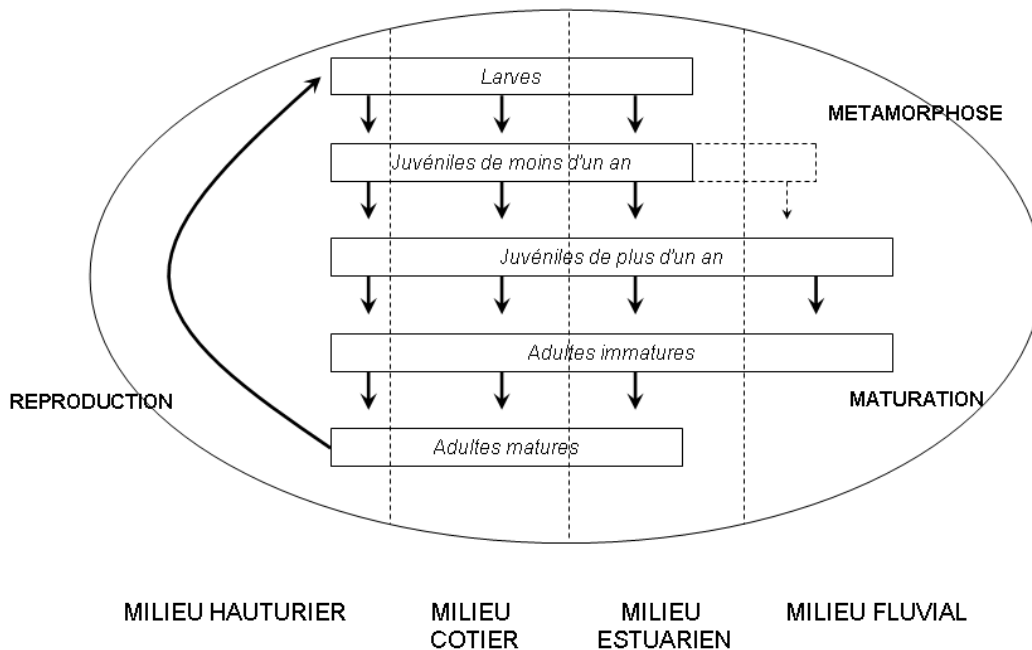 Larves
METAMORPHOSE
Juvéniles de moins d'un an
Juvéniles de plus d'un an
Adultes immatures
REPRODUCTION
MATURATION
Adultes matures
MILIEU HAUTURIER
MILIEU
COTIER
MILIEU
ESTUARIEN
MILIEU FLUVIAL